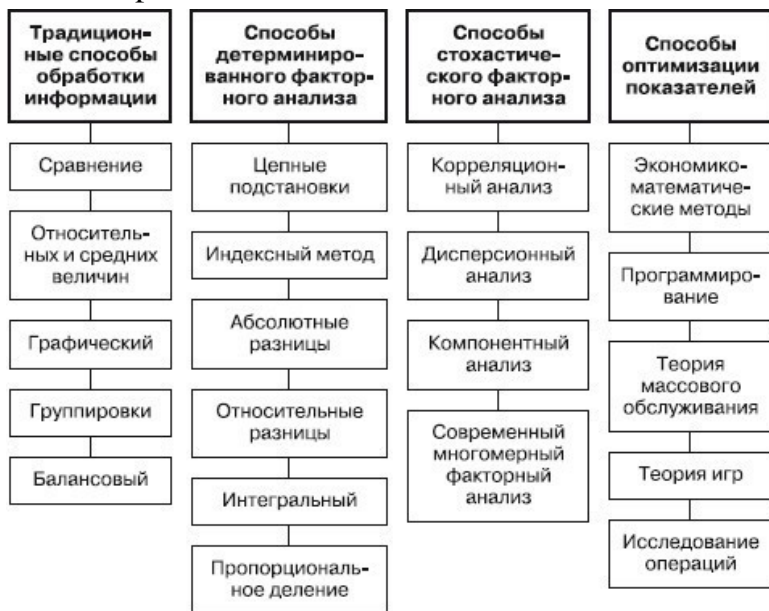 Традицион-
ные способы
обработки
информации
Сравнение
Относитель-
ных и средних
величин
Графический
Группировки
Балансовый
Способы
детерминиро-
ванного фактор-
ного анализа
Цепные
подстановки
Индексный метод
Абсолютные
разницы
Относительные
разницы
Интегральный
Пропорциональ-
ное деление
Способы
стохастиче-
ского фактор-
ного анализа
Корреляцион-
ный анализ
Дисперсионный
анализ
Компонентный
анализ
Современный
многомерный
факторный
анализ
Способы
оптимизации
показателей
Экономико-
математиче-
ские методы
Программиро-
вание
Теория
массового
обслуживания
Теория игр
Исследование
операций